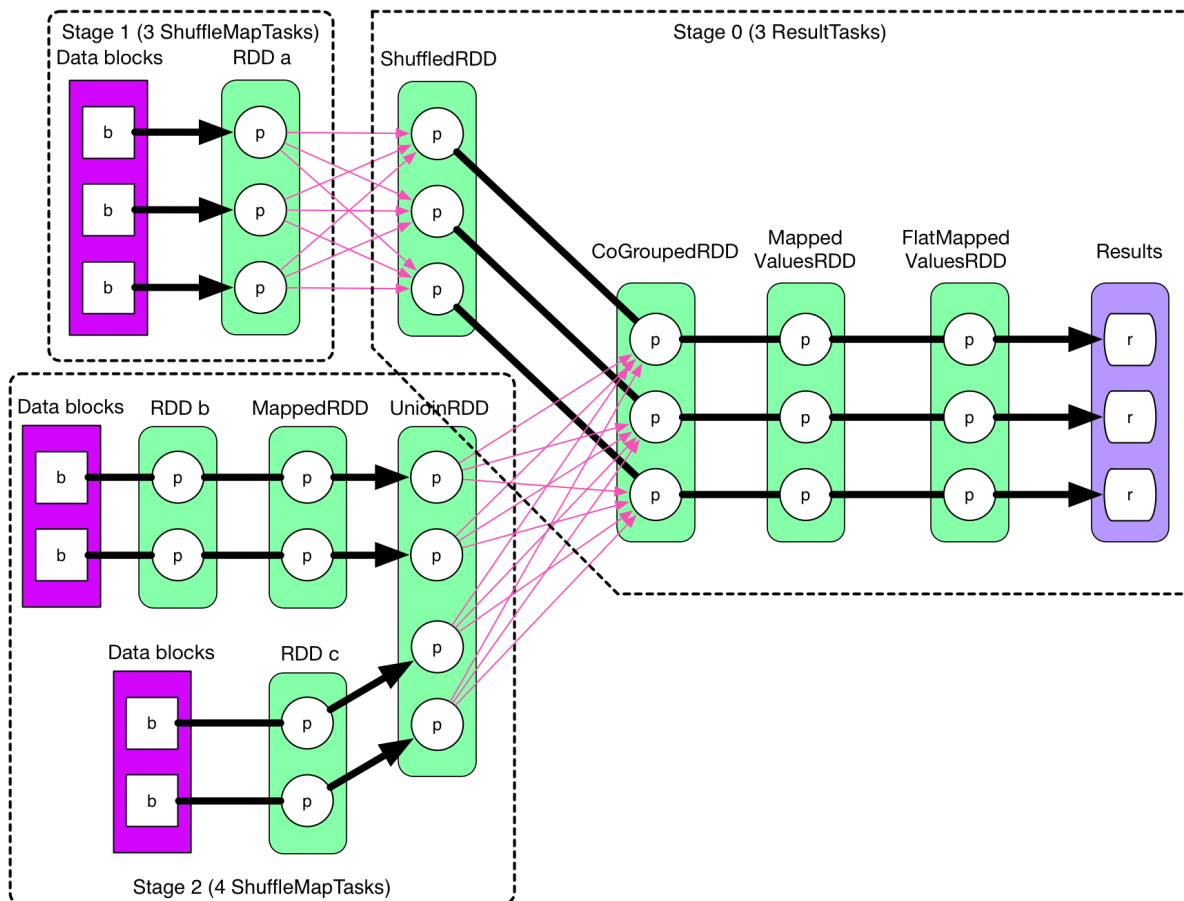 Stage 1 (3 ShuffleMapTasks)
Data blocks
RDD a
b
p
b
p
b
p
Stage 0 (3 ResultTasks)
ShuffledRDD
p
p
p
CoGroupedRDD
Mapped
ValuesRDD
FlatMapped
ValuesRDD
Results
p
p
p
r
p
p
p
r
p
p
p
r
Data blocks
RDD b
MappedRDD
UnioinRDD
b
p
p
p
b
p
p
p
Data blocks
RDD c
p
b
p
p
b
p
Stage 2 (4 ShuffleMapTasks)